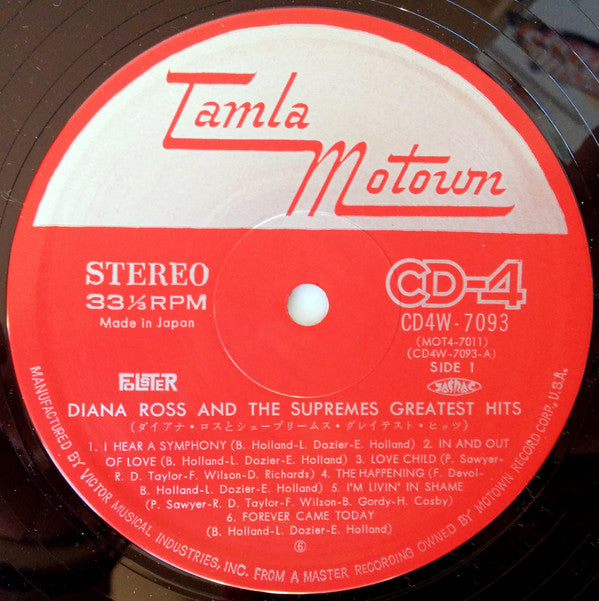 Tamla
Motown
STEREO
33⅓RPM
Made in Japan
CD-4
CD4W-7093
(MOT4-7011)
(CD4W-7093-A)
SIDE 1
FOLSTER
JASRAC
DIANA ROSS AND THE SUPREMES GREATEST HITS
(ダイアナ・ロスとシュープリームス・グレイテスト・ヒッツ)
1. I HEAR A SYMPHONY (B. Holland-L. Dozier-E. Holland) 2. IN AND OUT
OF LOVE (B. Holland-L. Dozier-E. Holland) 3. LOVE CHILD (P. Sawyer-
R. D. Taylor-F. Wilson-D. Richards) 4. THE HAPPENING (F. Devol-
B. Holland-L. Dozier-E. Holland) 5. I'M LIVIN' IN SHAME
(P. Sawyer-R. D. Taylor-F. Wilson-B. Gordy-H. Cosby)
6. FOREVER CAME TODAY
(B. Holland-L. Dozier-E. Holland)
⑥
MANUFACTURED BY VICTOR MUSICAL INDUSTRIES, INC. FROM A MASTER RECORDING OWNED BY MOTOWN RECORD CORP., U.S.A.